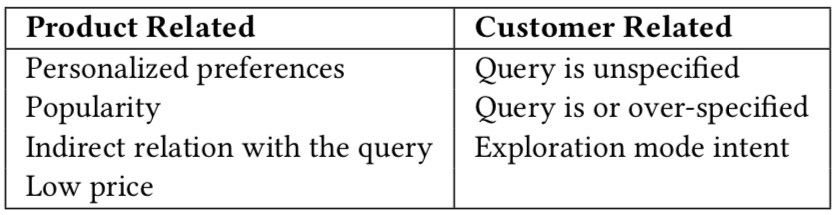 Product Related Customer Related
Personalized preferences Query is unspecified
Popularity Query is or over-specified
Indirect relation with the query Exploration mode intent
Low price